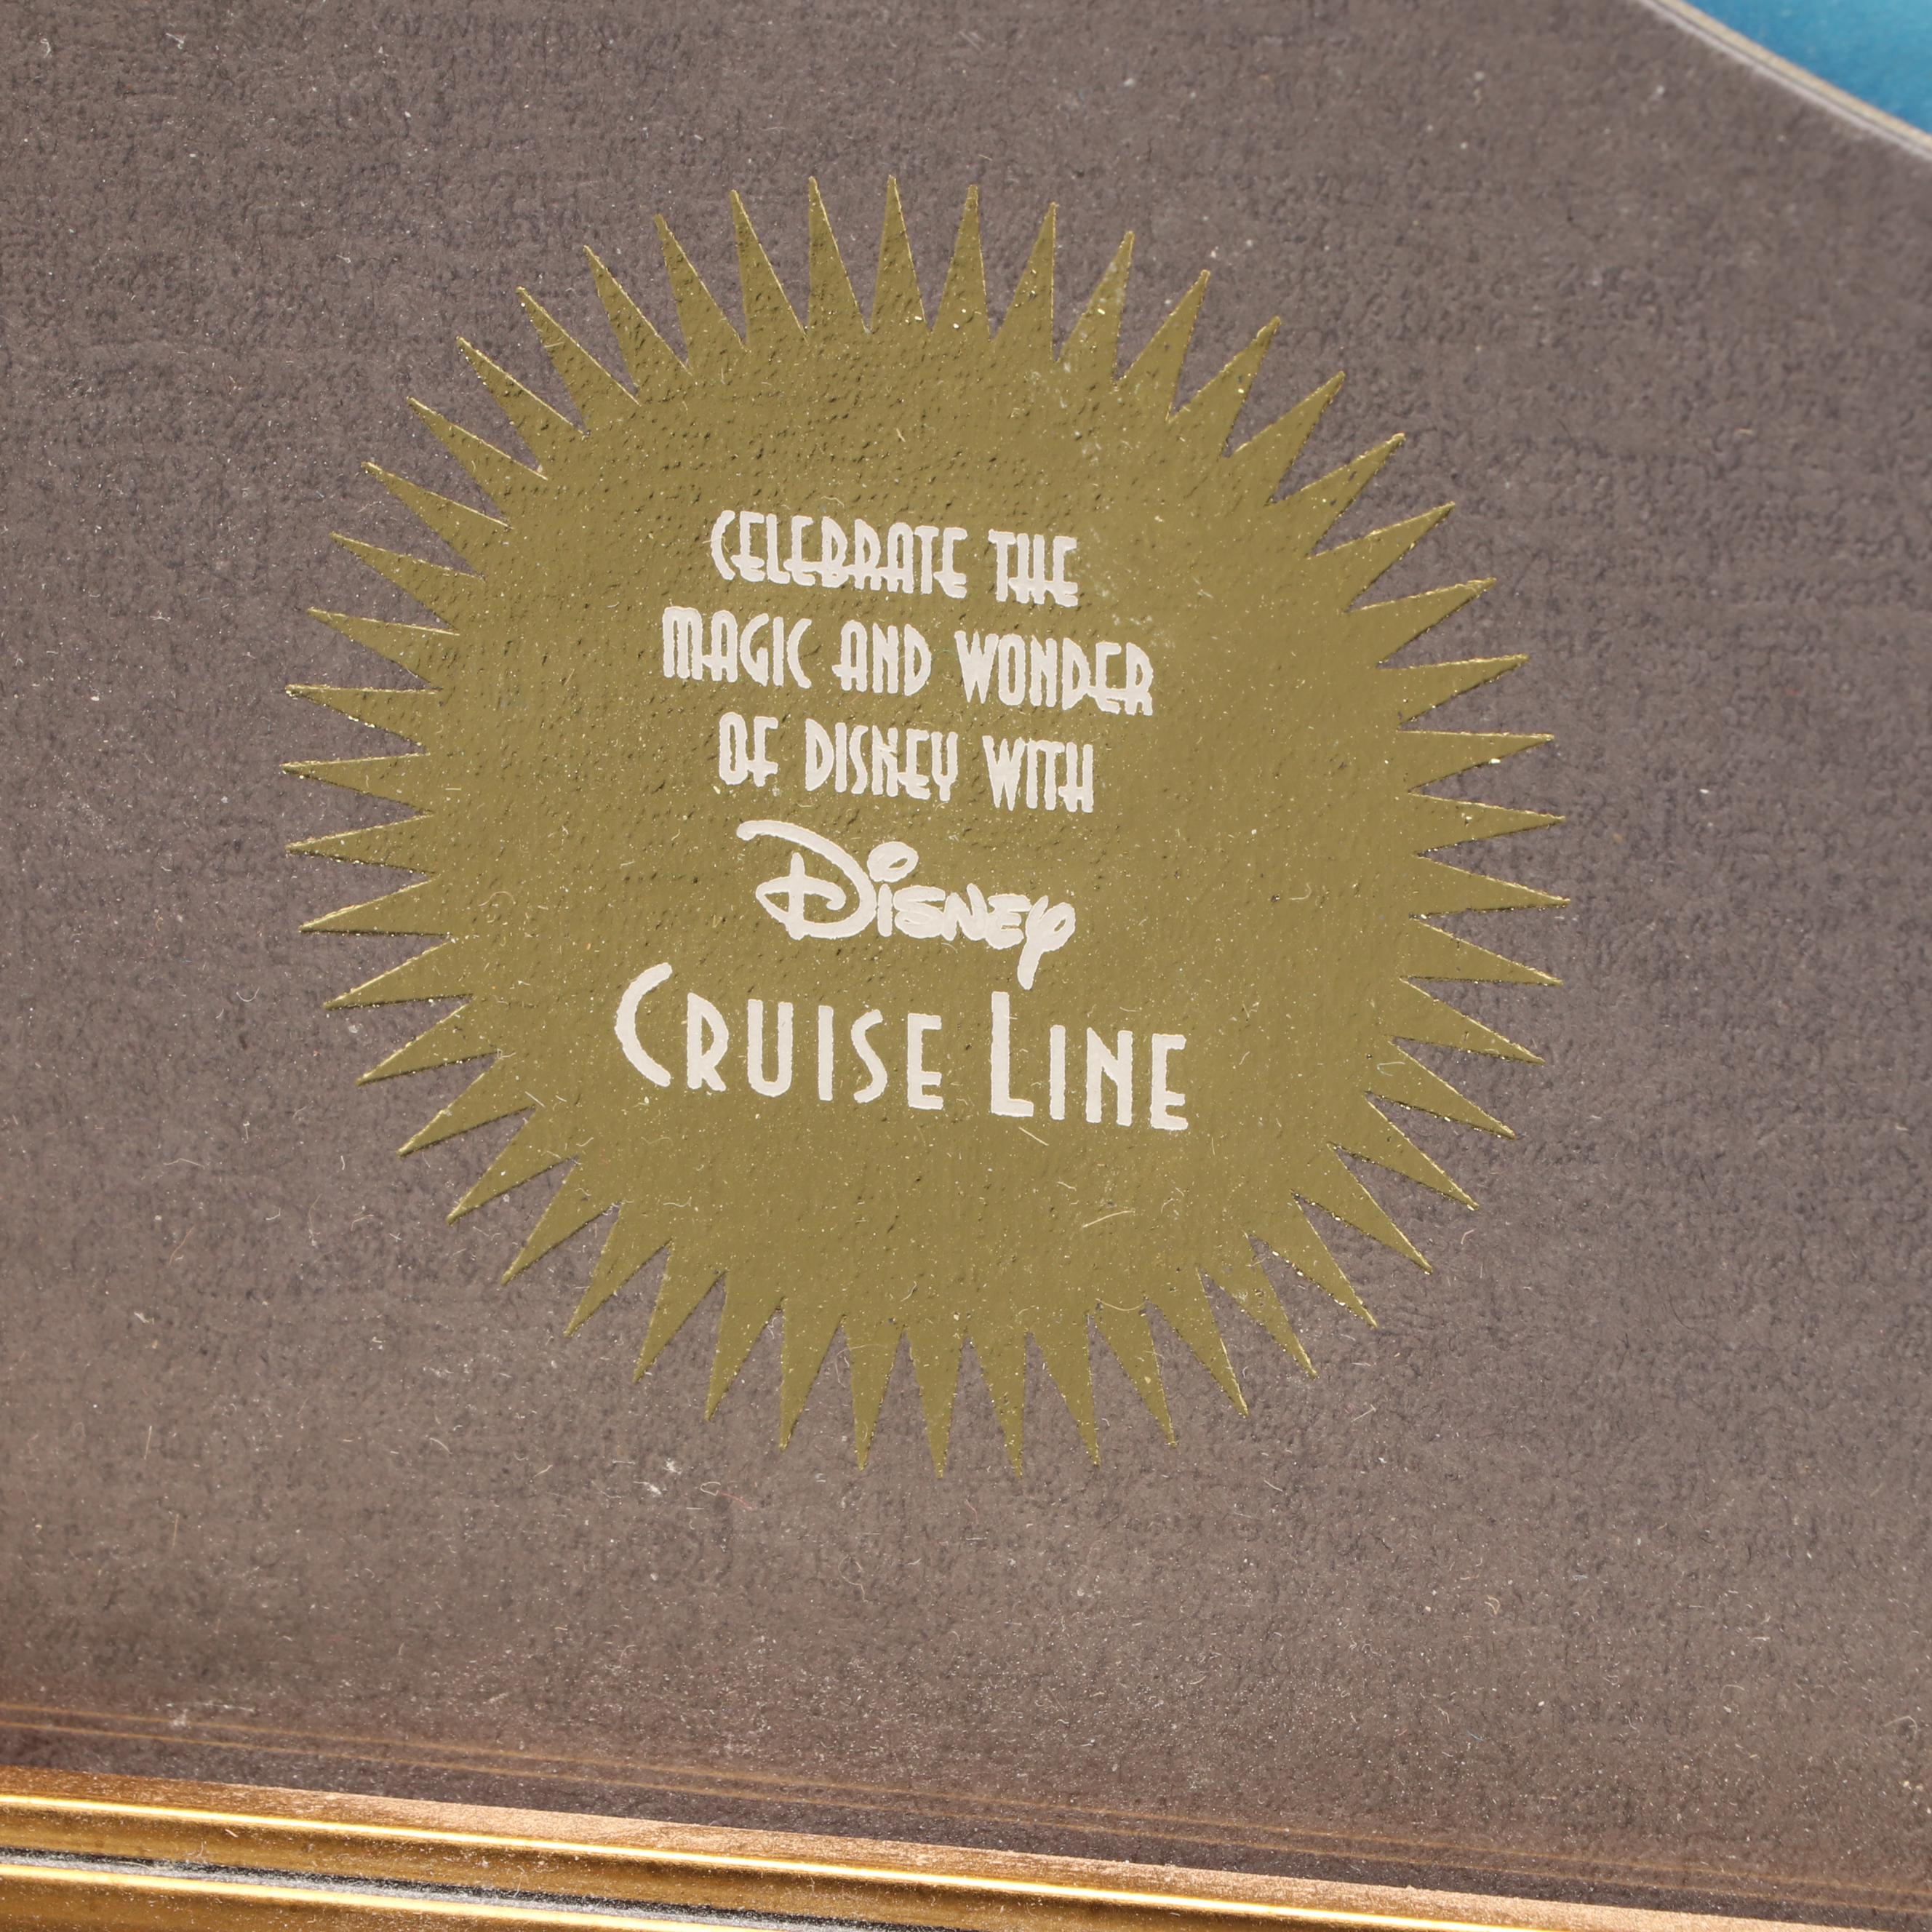 CELEBRATE THE
MAGIC AND WONDER
OF DISNEY WITH
Disney
CRUISE LINE